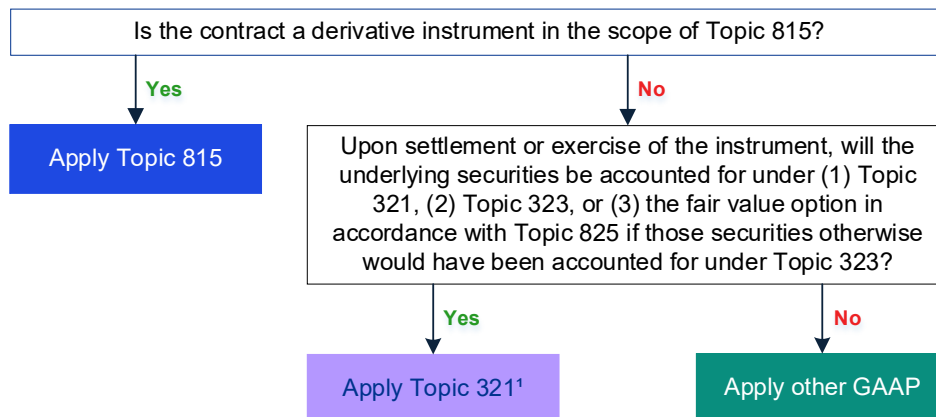 Is the contract a derivative instrument in the scope of Topic 815?
Yes
No
Apply Topic 815
Upon settlement or exercise of the instrument, will the
underlying securities be accounted for under (1) Topic
321, (2) Topic 323, or (3) the fair value option in
accordance with Topic 825 if those securities otherwise
would have been accounted for under Topic 323?
Yes
No
Apply Topic 321¹
Apply other GAAP